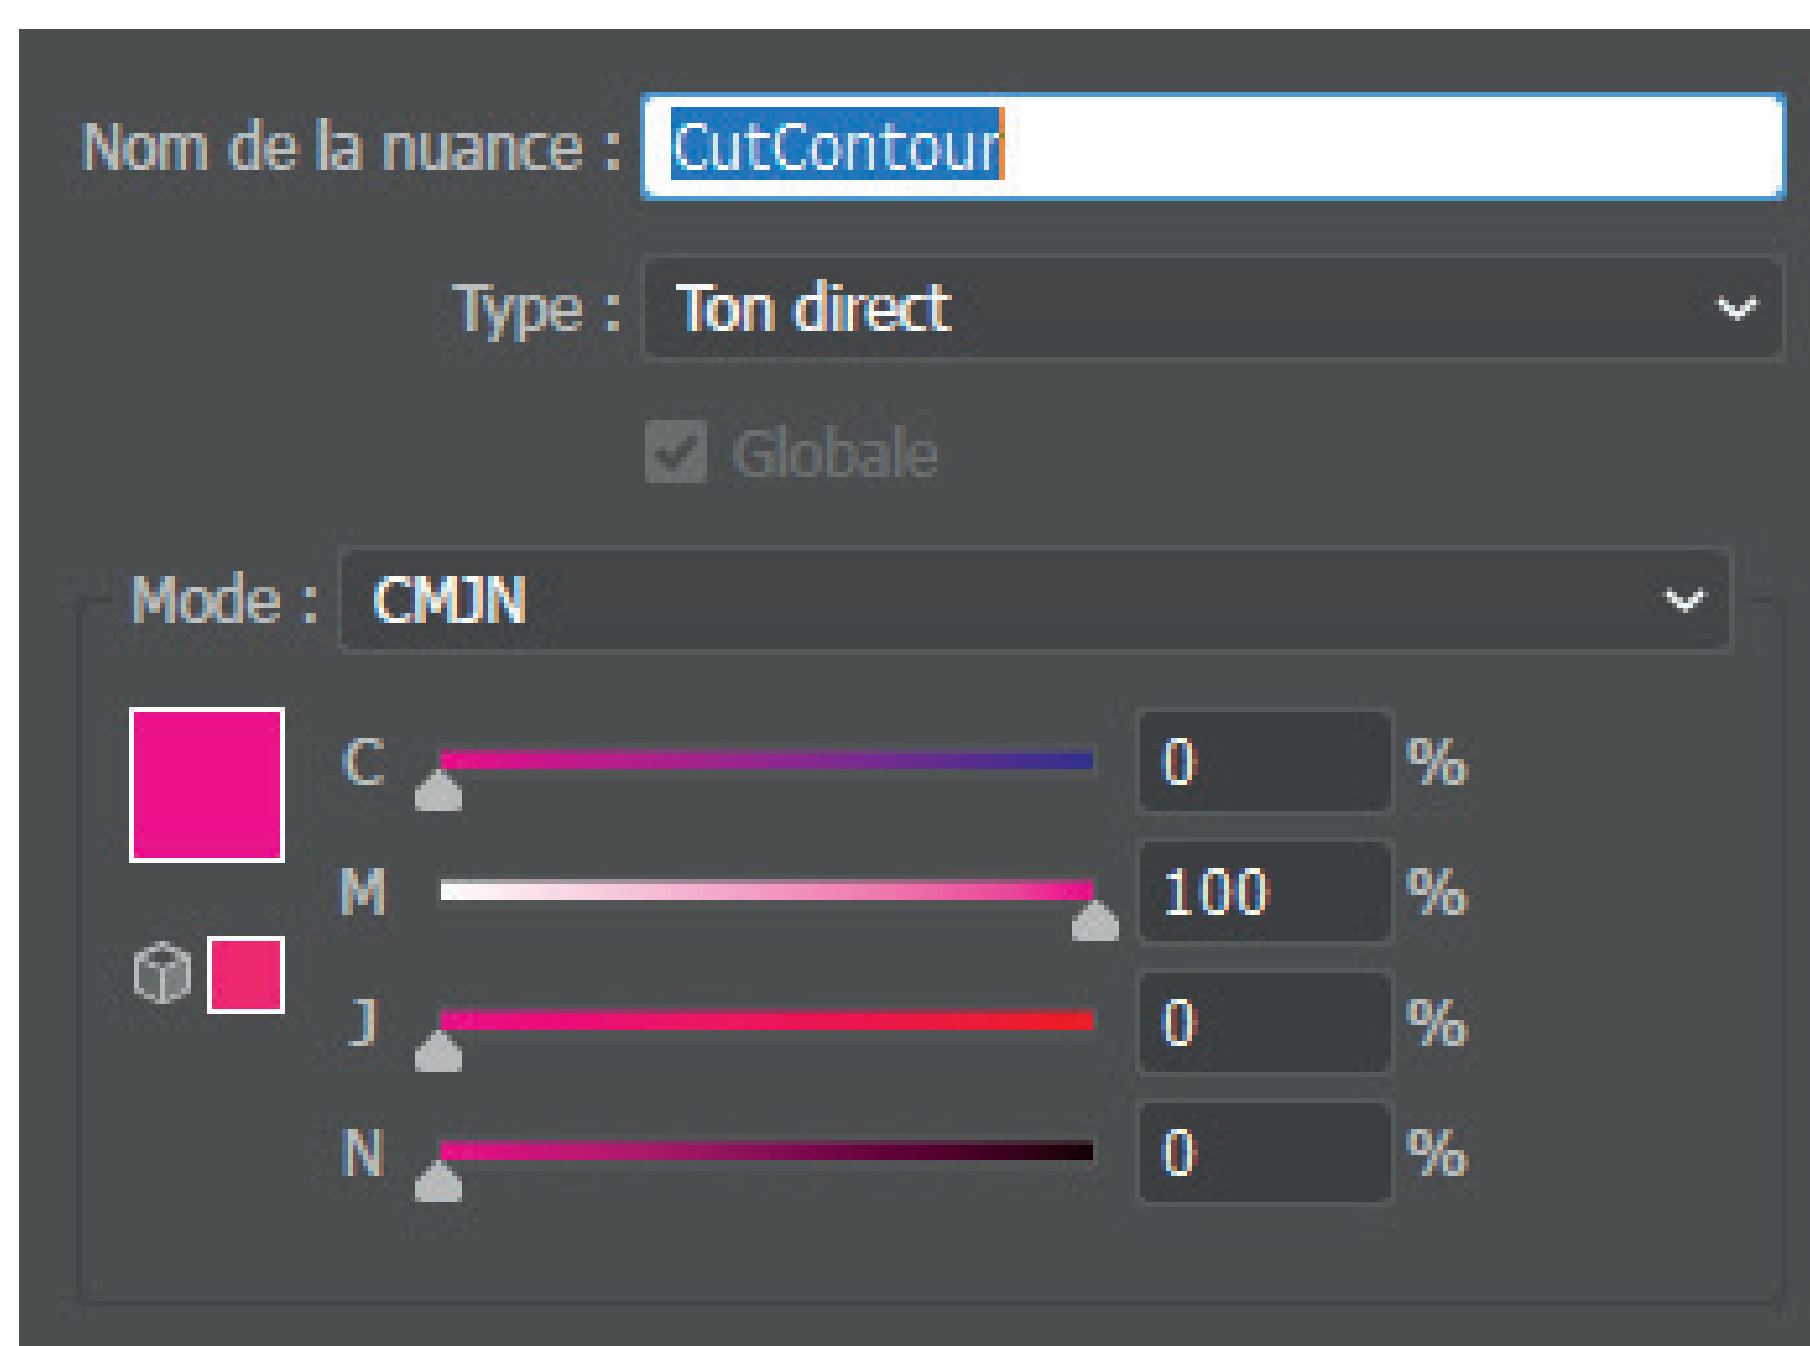 Nom de la nuance : CutContour
Type : Ton direct
Globale
Mode : CMJN
C 0 %
M 100 %
J 0 %
N 0 %